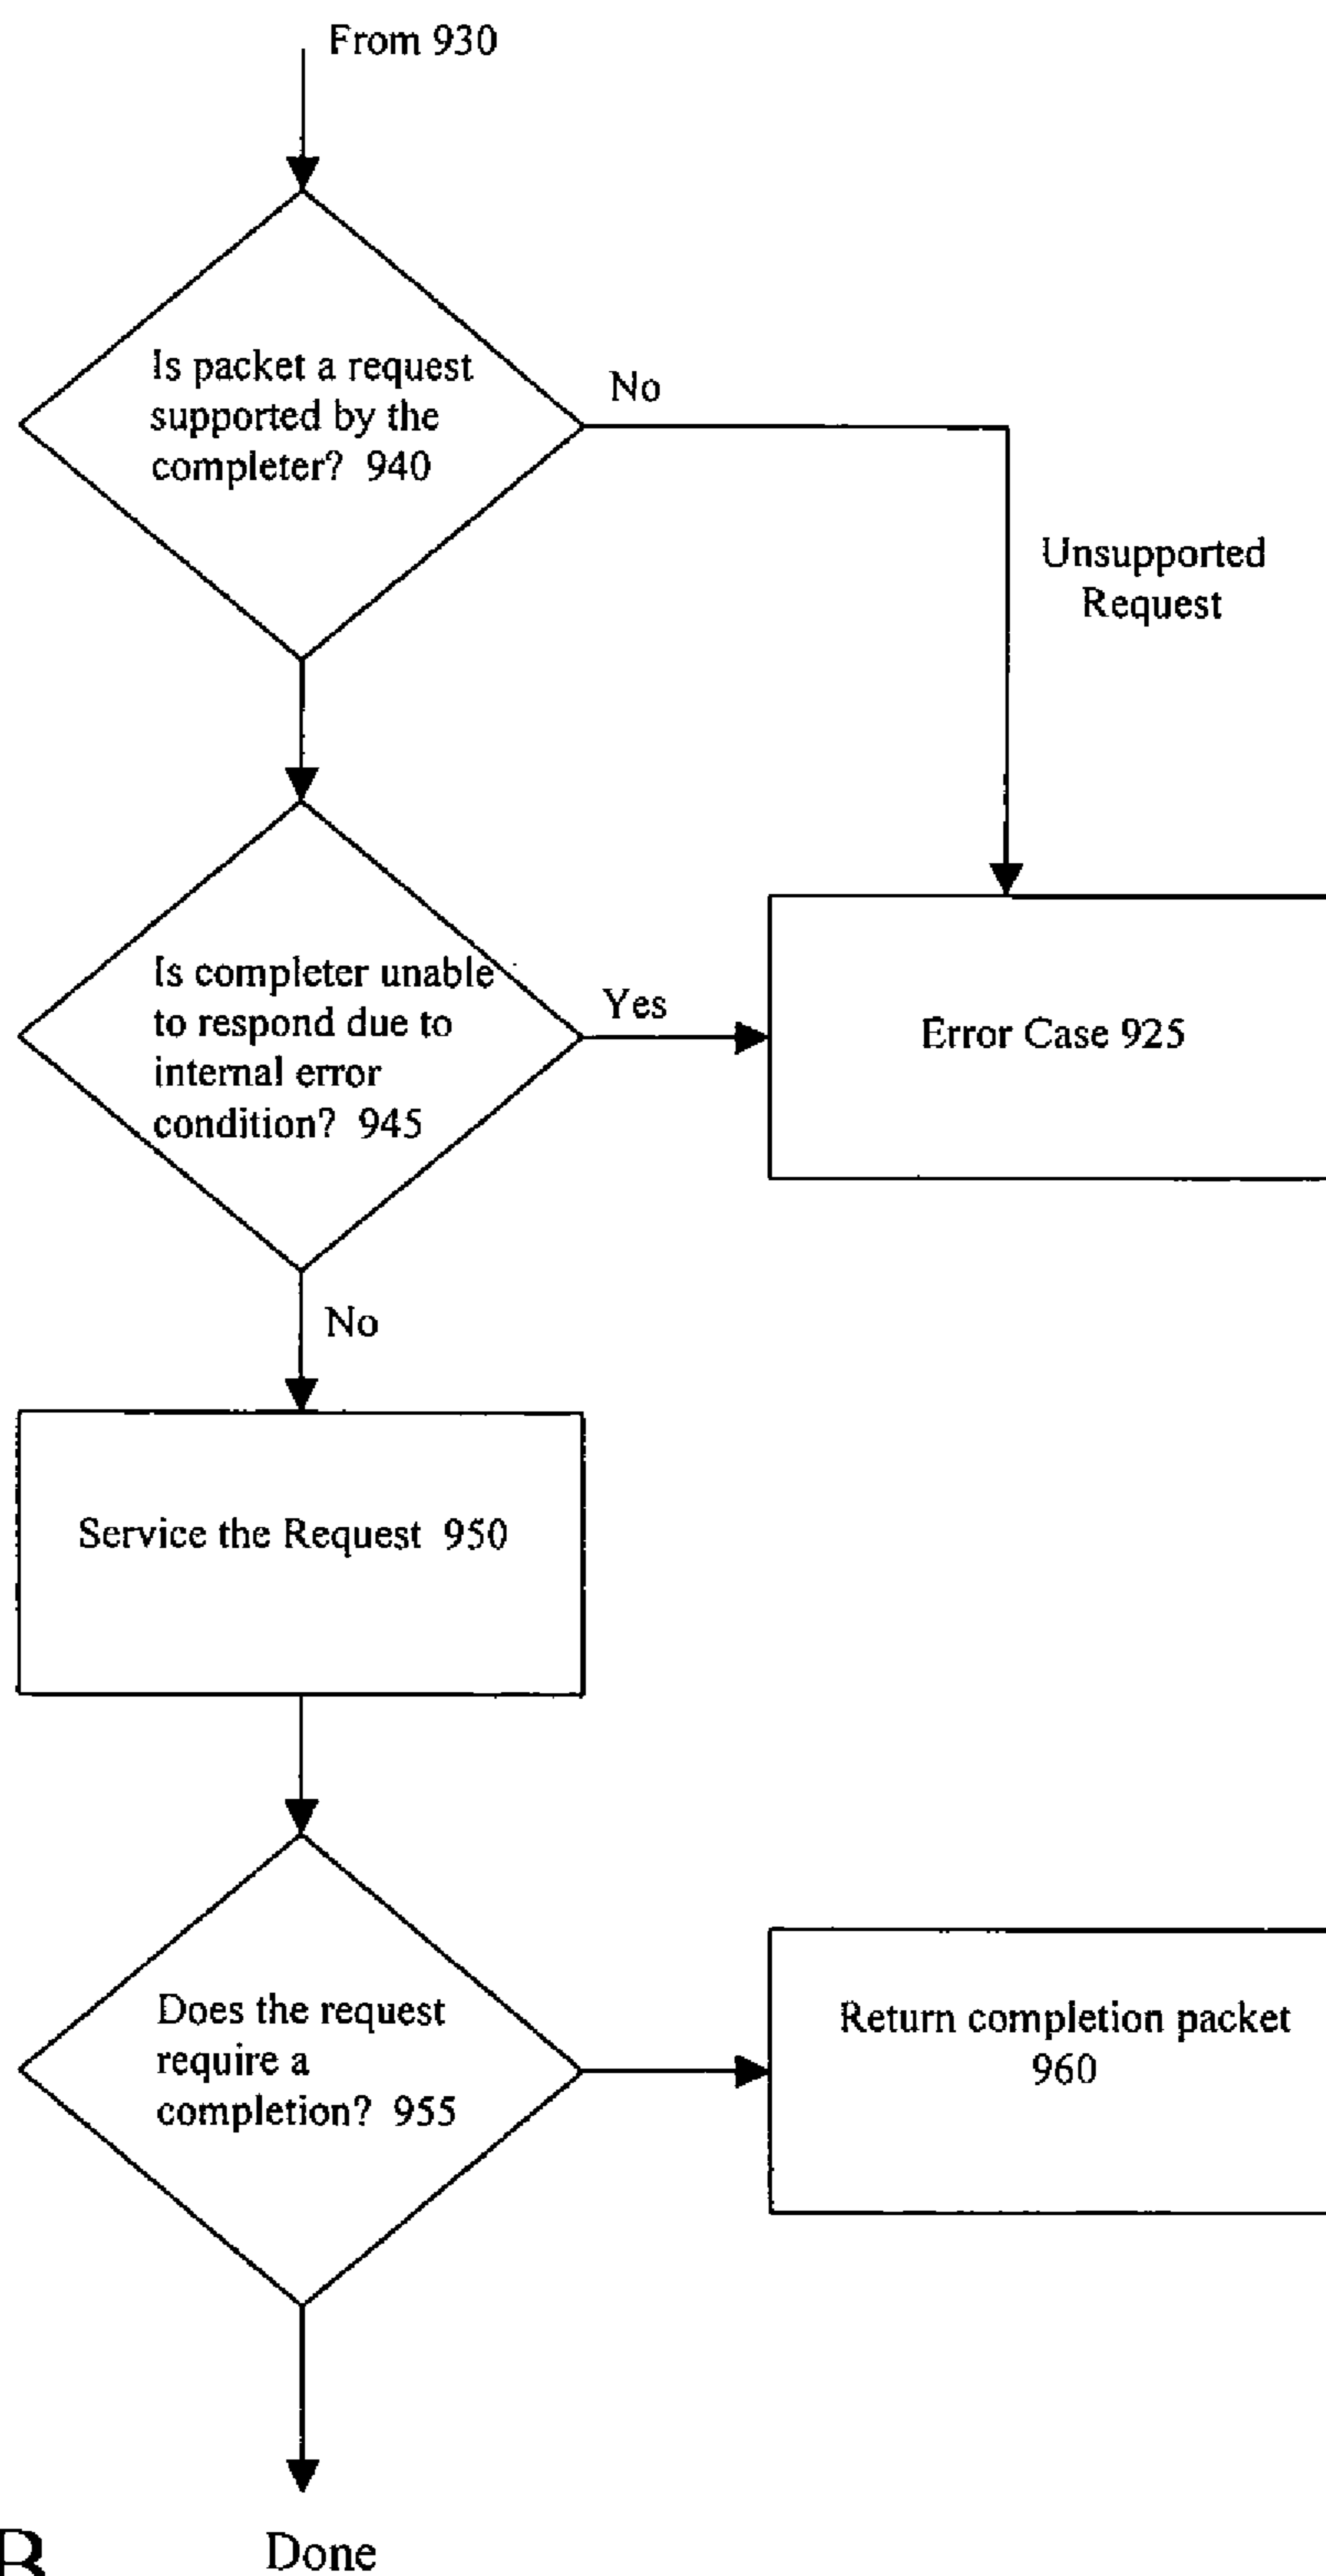 From 930
Is packet a request
supported by the
completer? 940
No
Unsupported
Request
Is completer unable
to respond due to
internal error
condition? 945
Yes
Error Case 925
No
Service the Request 950
Does the request
require a
completion? 955
Return completion packet
960
B
Done